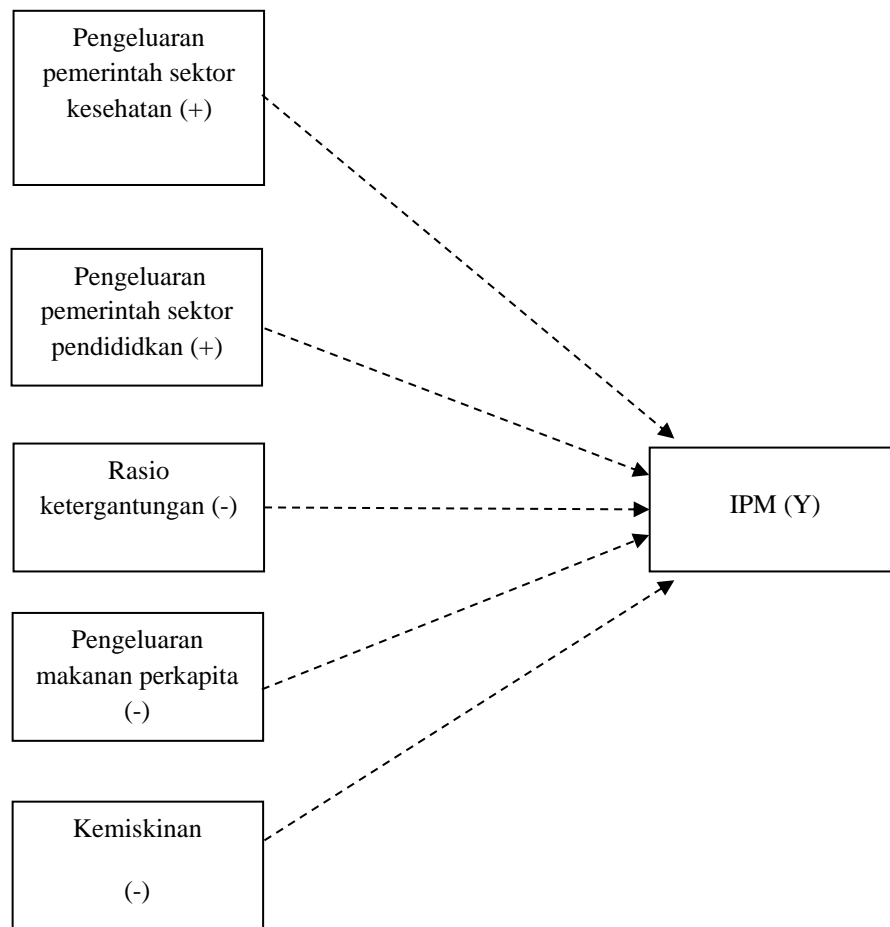 Pengeluaran
pemerintah sektor
kesehatan (+)
Pengeluaran
pemerintah sektor
pendididkan (+)
Rasio
ketergantungan (-)
IPM (Y)
Pengeluaran
makanan perkapita
(-)
Kemiskinan
(-)